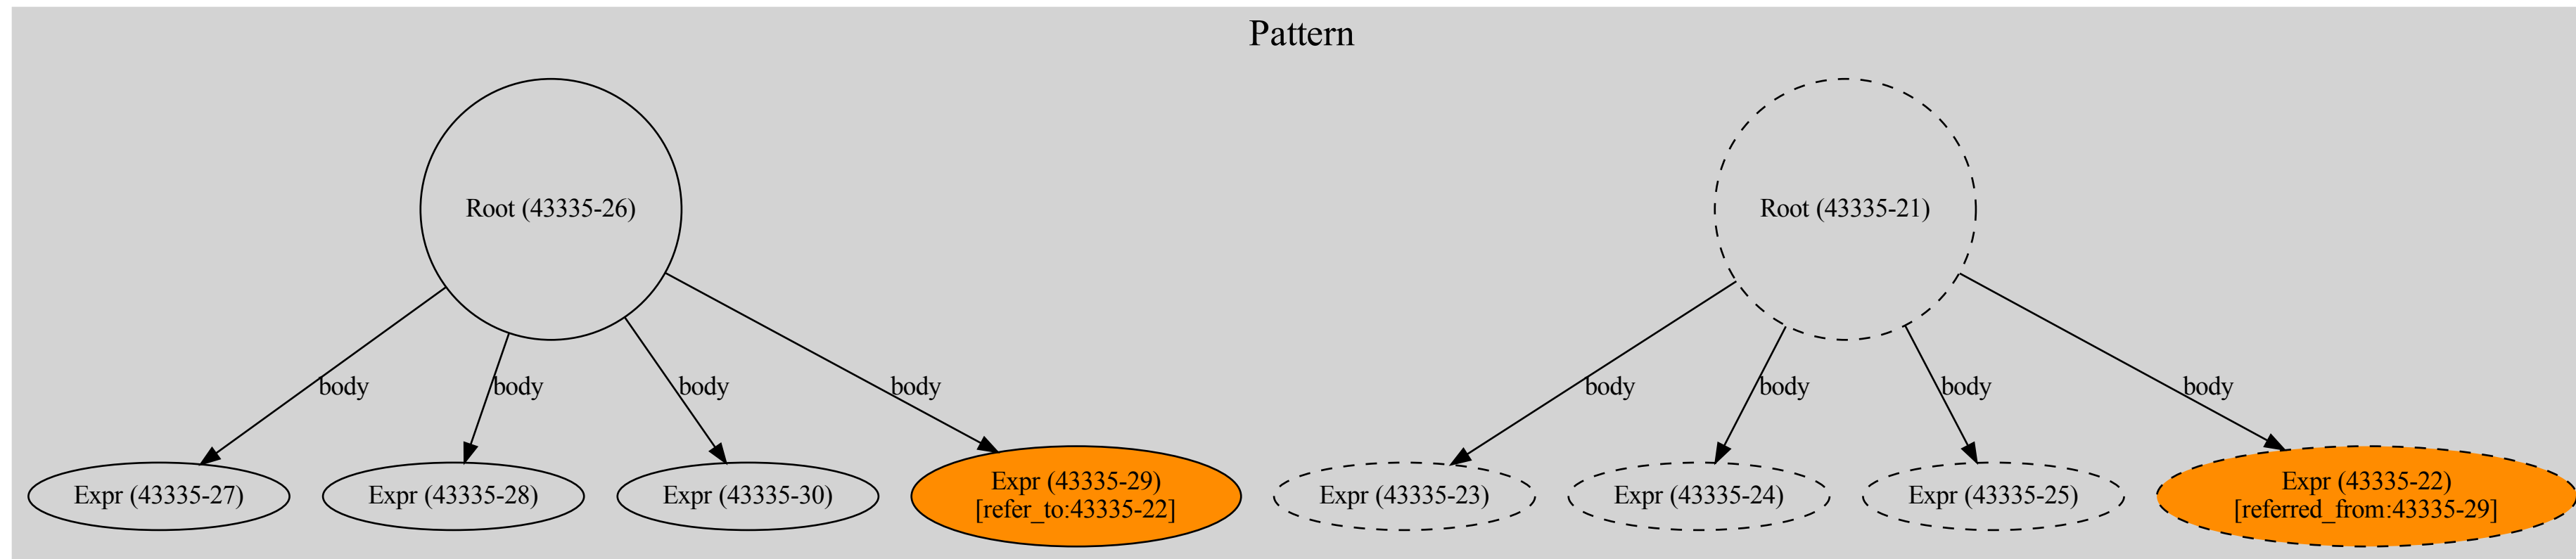 Pattern
Root (43335-26)
Root (43335-21)
body
body
body
body
body
body
body
body
Expr (43335-27)
Expr (43335-28)
Expr (43335-30)
Expr (43335-29)
[refer_to:43335-22]
Expr (43335-23)
Expr (43335-24)
Expr (43335-25)
Expr (43335-22)
[referred_from:43335-29]